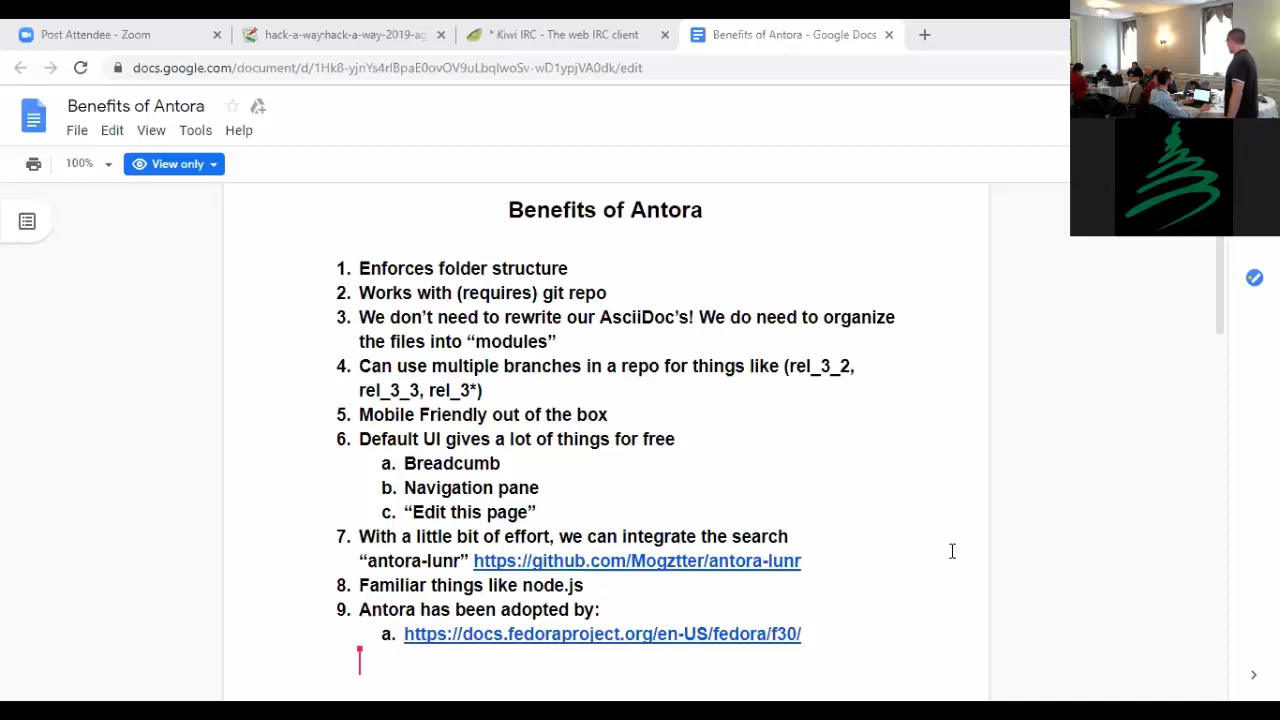 Post Attendee - Zoom
hack-a-way:hack-a-way-2019-ag
* Kiwi IRC - The web IRC client
Benefits of Antora - Google Docs
docs.google.com/document/d/
Benefits of Antora
File Edit View Tools Help
100% View only
Benefits of Antora
1. Enforces folder structure
2. Works with (requires) git repo
3. We don’t need to rewrite our AsciiDoc’s! We do need to organize
the files into “modules”
4. Can use multiple branches in a repo for things like (rel_3_2,
rel_3_3, rel_3*)
5. Mobile Friendly out of the box
6. Default UI gives a lot of things for free
a. Breadcumb
b. Navigation pane
c. “Edit this page”
7. With a little bit of effort, we can integrate the search
“antora-lunr” https://github.com/Mogztter/antora-lunr
8. Familiar things like node.js
9. Antora has been adopted by:
a. https://docs.fedoraproject.org/en-US/fedora/f30/